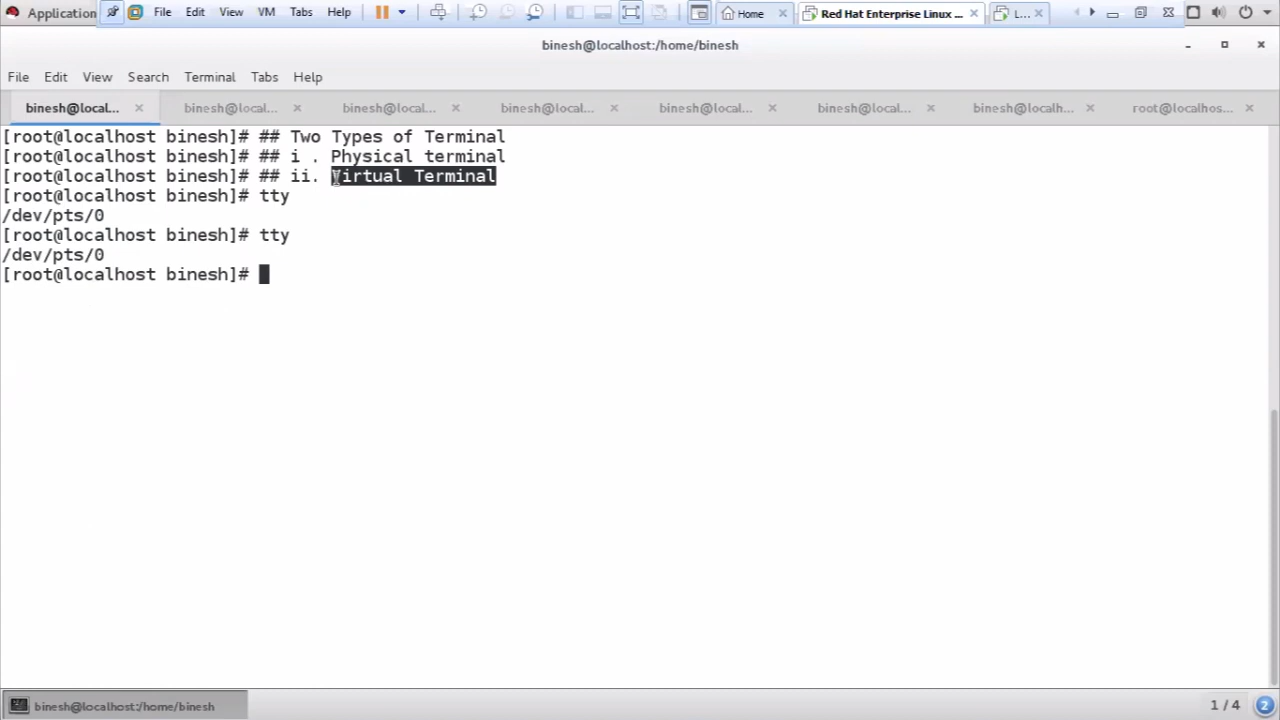 Application File Edit View VM Tabs Help Home Red Hat Enterprise Linux ... L...
binesh@localhost:/home/binesh
File Edit View Search Terminal Tabs Help
binesh@local... binesh@local... binesh@local... binesh@local... binesh@local... binesh@local... binesh@localh... root@localhos...
[root@localhost binesh]# ## Two Types of Terminal
[root@localhost binesh]# ## i . Physical terminal
[root@localhost binesh]# ## ii. Virtual Terminal
[root@localhost binesh]# tty
/dev/pts/0
[root@localhost binesh]# tty
/dev/pts/0
[root@localhost binesh]#
binesh@localhost:/home/binesh 1 / 4 2